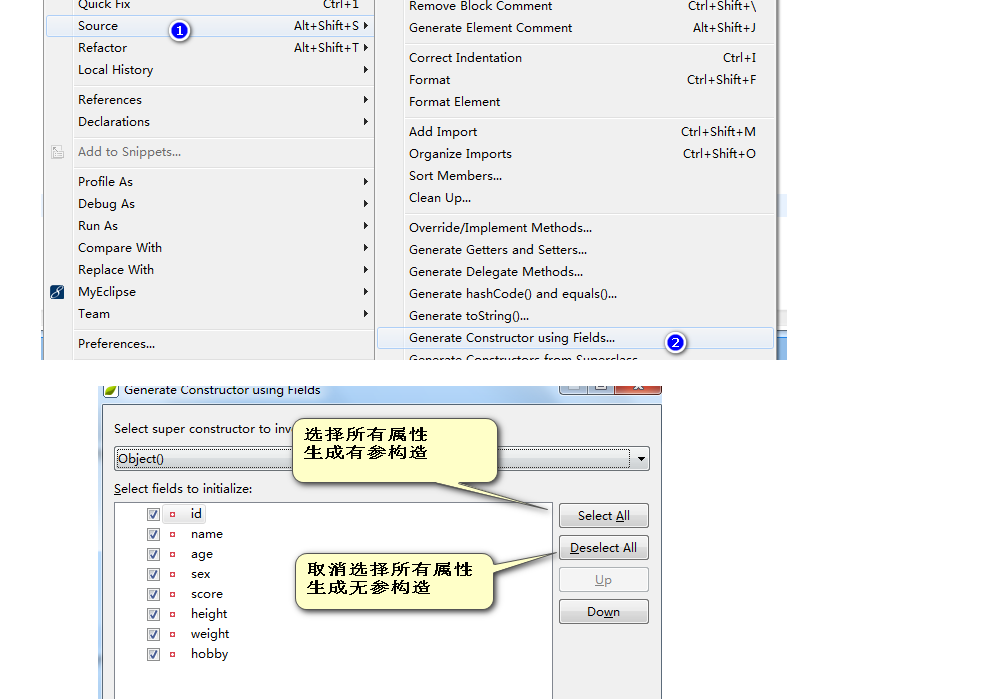 Quick Fix Ctrl+1
Source Alt+Shift+S
1
Refactor Alt+Shift+T
Local History
References
Declarations
Add to Snippets...
Profile As
Debug As
Run As
Compare With
Replace With
MyEclipse
Team
Preferences...
Remove Block Comment Ctrl+Shift+\
Generate Element Comment Alt+Shift+J
Correct Indentation Ctrl+I
Format Ctrl+Shift+F
Format Element
Add Import Ctrl+Shift+M
Organize Imports Ctrl+Shift+O
Sort Members...
Clean Up...
Override/Implement Methods...
Generate Getters and Setters...
Generate Delegate Methods...
Generate hashCode() and equals()...
Generate toString()...
Generate Constructor using Fields...
2
Generate Constructors from Superclass
Generate Constructor using Fields
Select super constructor to inv
选择所有属性
生成有参构造
Object()
Select fields to initialize:
id
name
age
sex
score
height
weight
hobby
Select All
Deselect All
取消选择所有属性
生成无参构造
Up
Down